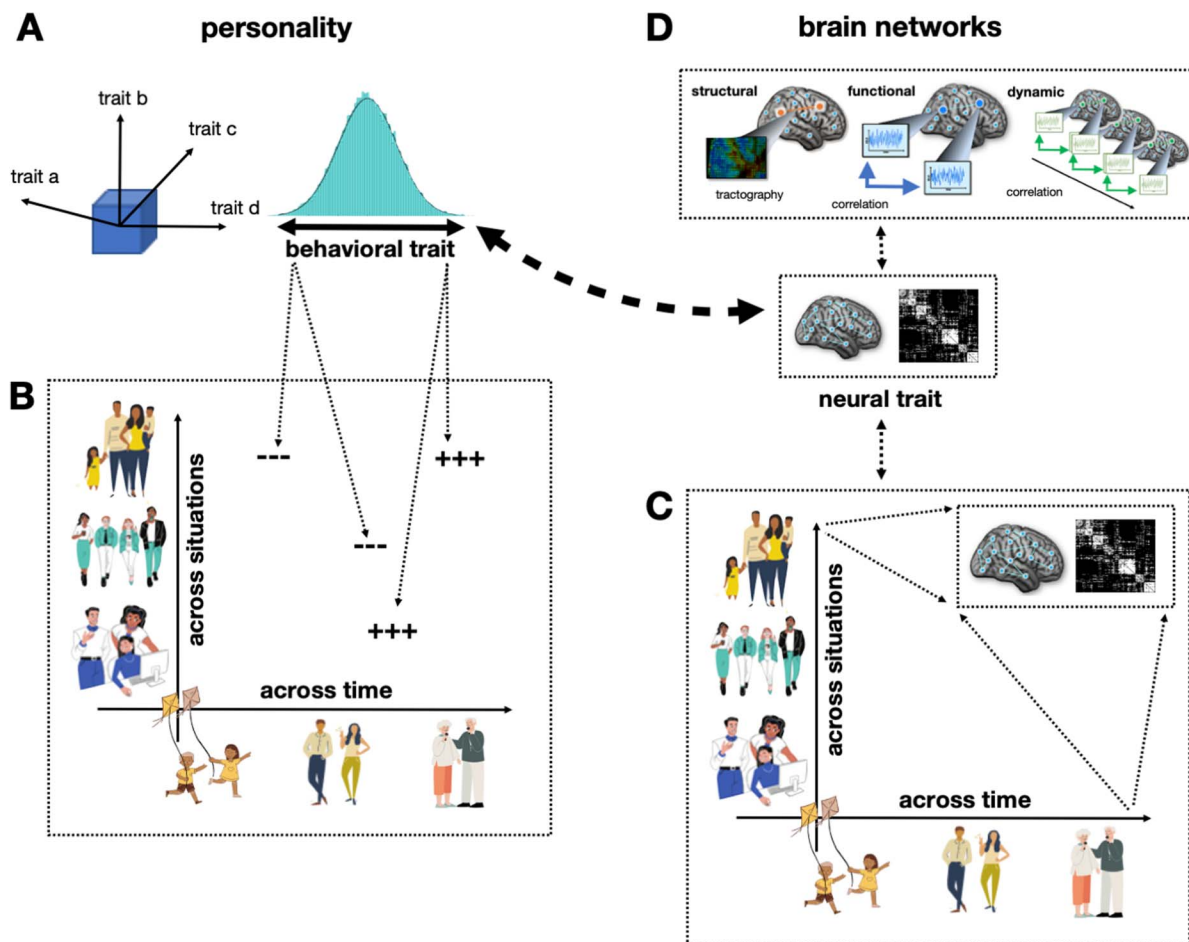 A
personality
trait b
trait c
trait a
trait d
behavioral trait
B
---
+++
---
+++
across situations
across time
D
brain networks
structural
functional
dynamic
tractography
correlation
correlation
neural trait
C
across situations
across time